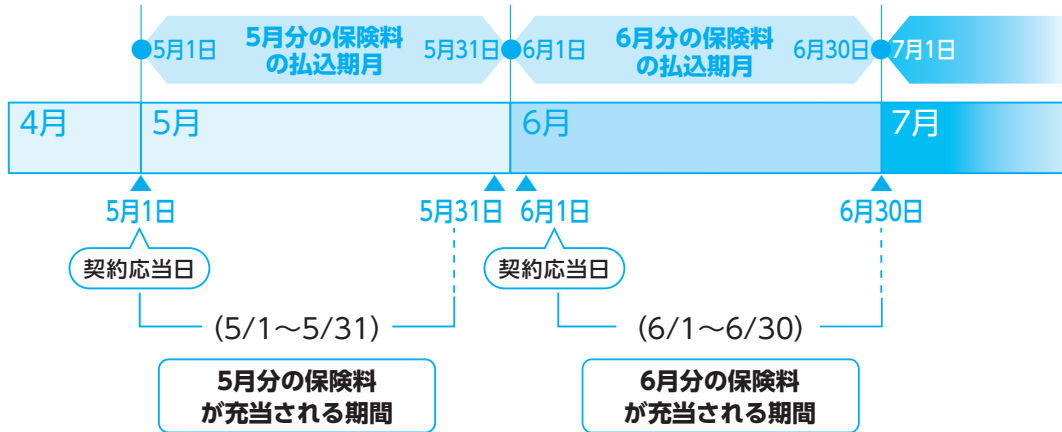 5月1日
5月分の保険料
の払込期月
5月31日
6月1日
6月分の保険料
の払込期月
6月30日
7月1日
4月
5月
6月
7月
5月1日
5月31日
6月1日
6月30日
契約応当日
契約応当日
(5/1～5/31)
(6/1～6/30)
5月分の保険料
が充当される期間
6月分の保険料
が充当される期間